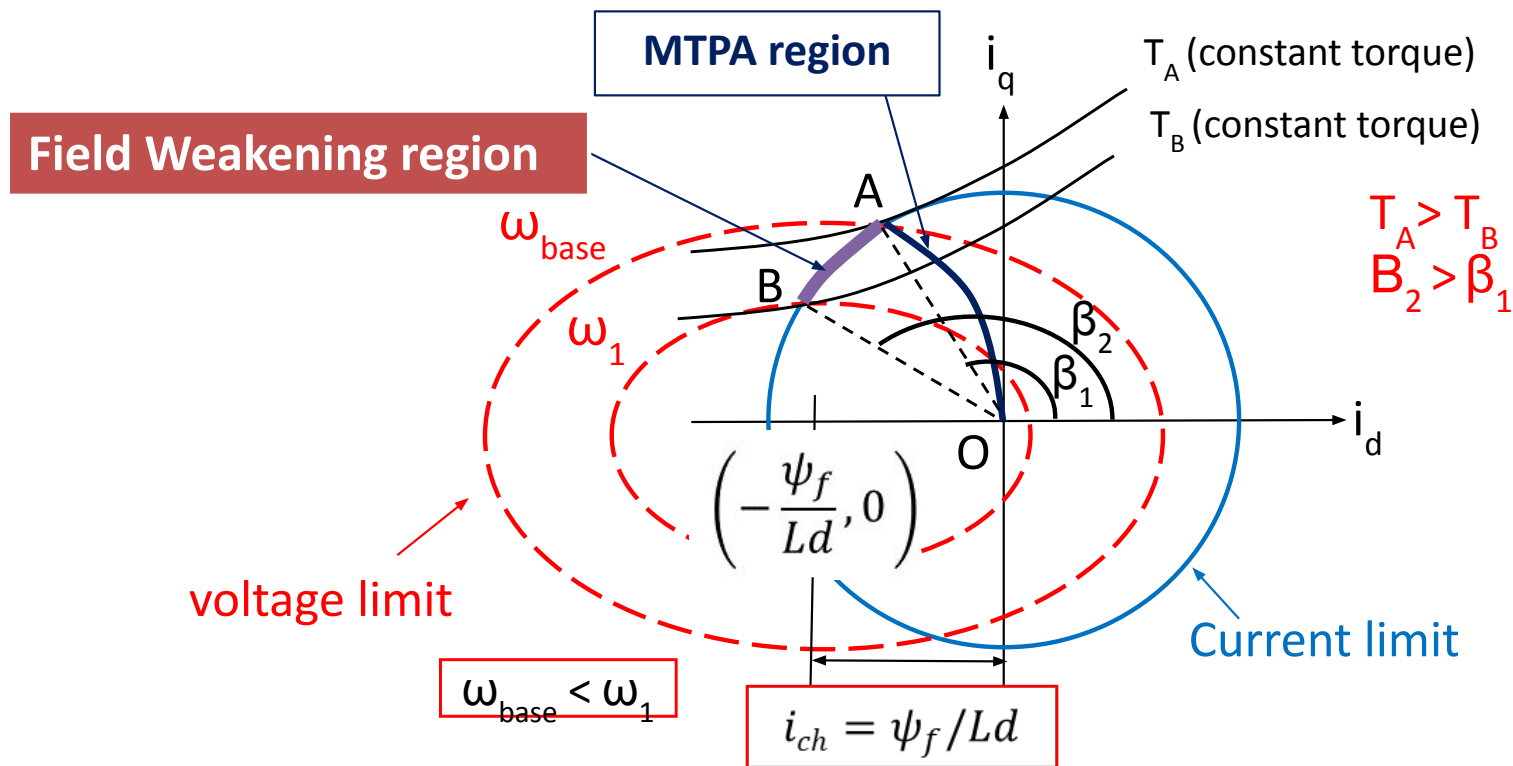 MTPA region
i_q
T_A (constant torque)
T_B (constant torque)
Field Weakening region
A
T_A > T_B
ω_base
B
B_2 > β_1
ω_1
β_2
β_1
O
i_d
(-ψ_f/Ld, 0)
voltage limit
Current limit
ω_base < ω_1
i_ch = ψ_f/Ld